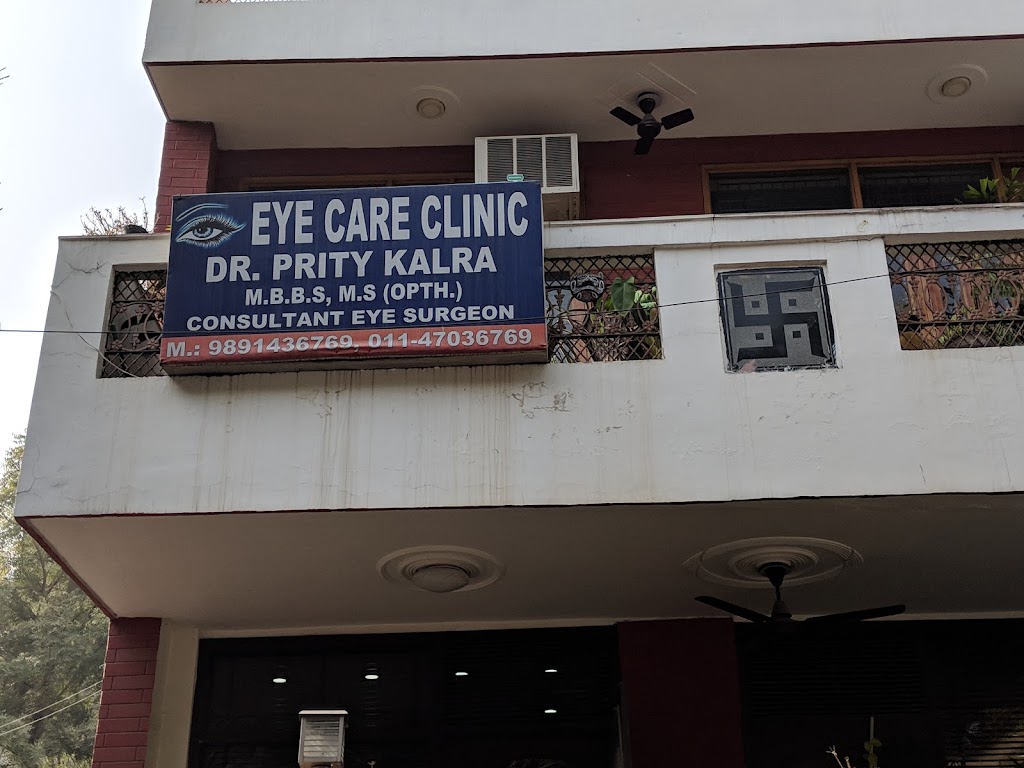 EYE CARE CLINIC
DR. PRITY KALRA
M.B.B.S, M.S (OPTH.)
CONSULTANT EYE SURGEON
M.: 9891436769, 011-47036769